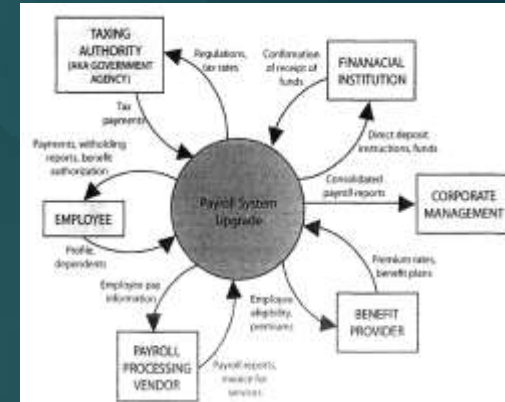 TAXING
AUTHORITY
(AKA GOVERNMENT
AGENCY)
Regulations,
tax rates
Confirmation
of receipt of
funds
FINANACIAL
INSTITUTION
Tax
payments
Direct deposit
instructions, funds
Payments, withholding
reports, benefit
authorization
Consolidated
payroll reports
CORPORATE
MANAGEMENT
Payroll System
Upgrade
EMPLOYEE
Profile,
dependents
Premium rates,
benefit plans
Employee pay
information
Employee
eligibility,
premiums
BENEFIT
PROVIDER
PAYROLL
PROCESSING
VENDOR
Payroll reports,
invoice for
services